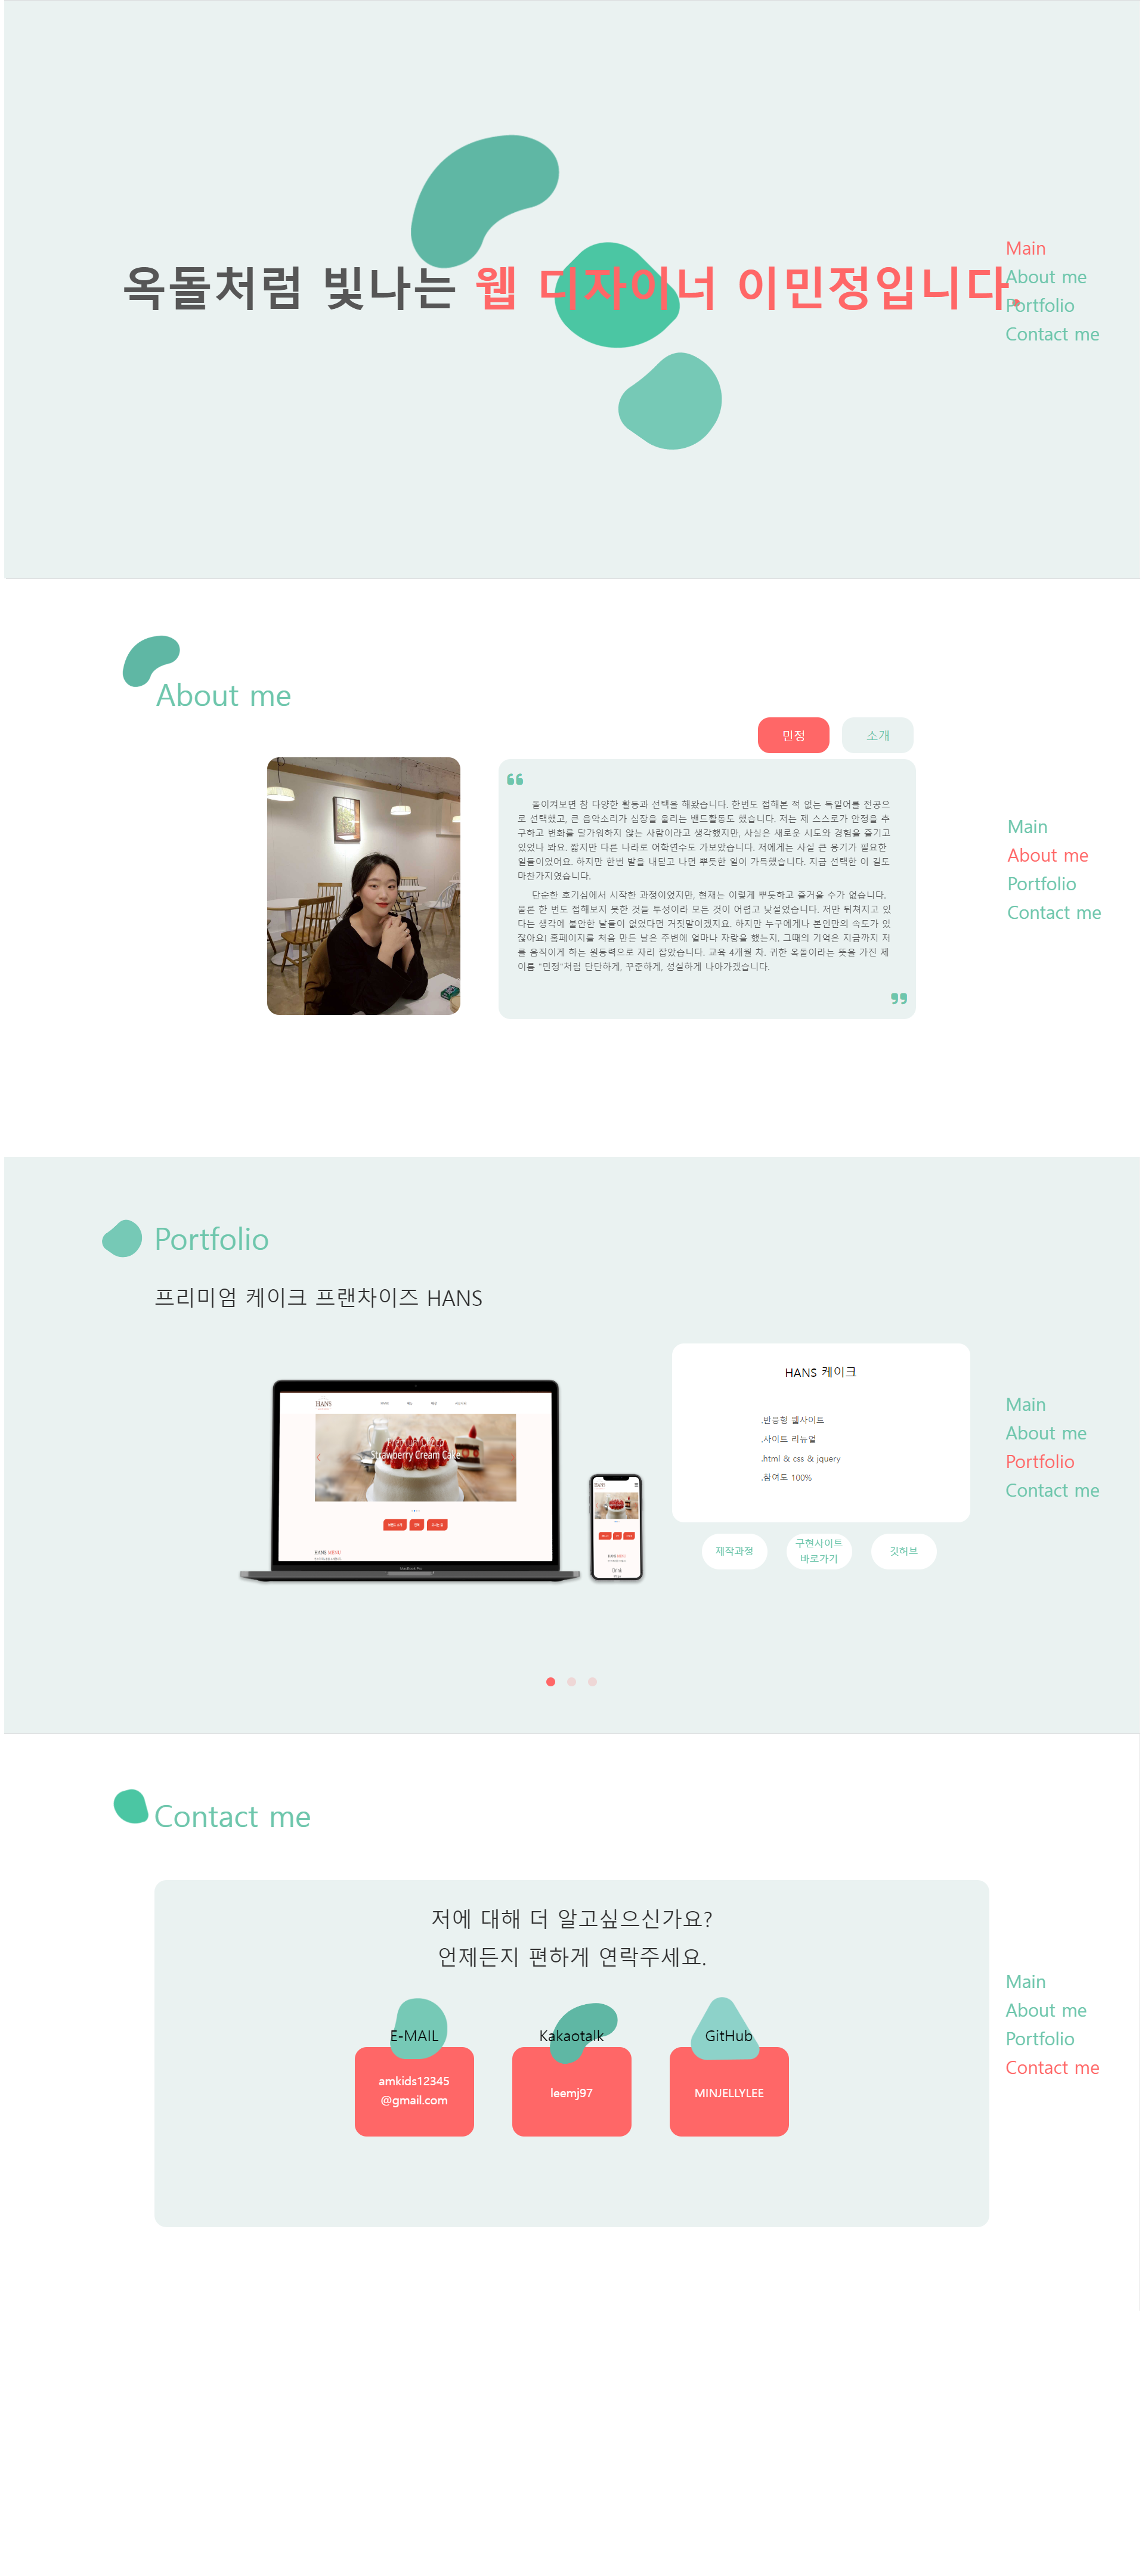 옥돌처럼 빛나는 웹 디자이너 이민정입니다.
Main
About me
Portfolio
Contact me
About me
민정
소개
돌이켜보면 참 다양한 활동과 선택을 해왔습니다. 한번도 접해본 적 없는 독일어를 전공으
로 선택했고, 큰 음악소리가 심장을 울리는 밴드활동도 했습니다. 저는 제 스스로가 안정을 추
구하고 변화를 달가워하지 않는 사람이라고 생각했지만, 사실은 새로운 시도와 경험을 즐기고
있었나 봐요. 짧지만 다른 나라로 어학연수도 가보았습니다. 저에게는 사실 큰 용기가 필요한
일들이었어요. 하지만 한번 발을 내딛고 나면 뿌듯한 일이 가득했습니다. 지금 선택한 이 길도
마찬가지였습니다.
단순한 호기심에서 시작한 과정이었지만, 현재는 이렇게 뿌듯하고 즐거울 수가 없습니다.
물론 한 번도 접해보지 못한 것들 투성이라 모든 것이 어렵고 낯설었습니다. 저만 뒤쳐지고 있
다는 생각에 불안한 날들이 없었다면 거짓말이겠지요. 하지만 누구에게나 본인만의 속도가 있
잖아요! 홈페이지를 처음 만든 날은 주변에 얼마나 자랑을 했는지. 그때의 기억은 지금까지 저
를 움직이게 하는 원동력으로 자리 잡았습니다. 교육 4개월 차. 귀한 옥돌이라는 뜻을 가진 제
이름 "민정"처럼 단단하게, 꾸준하게, 성실하게 나아가겠습니다.
Main
About me
Portfolio
Contact me
Portfolio
프리미엄 케이크 프랜차이즈 HANS
HANS
Strawberry Cream Cake
HANS MENU
MacBook Pro
HANS 케이크
.반응형 웹사이트
.사이트 리뉴얼
.html & css & jquery
.참여도 100%
제작과정
구현사이트
바로가기
깃허브
Main
About me
Portfolio
Contact me
Contact me
저에 대해 더 알고싶으신가요?
언제든지 편하게 연락주세요.
E-MAIL
amkids12345
@gmail.com
Kakaotalk
leemj97
GitHub
MINJELLYLEE
Main
About me
Portfolio
Contact me